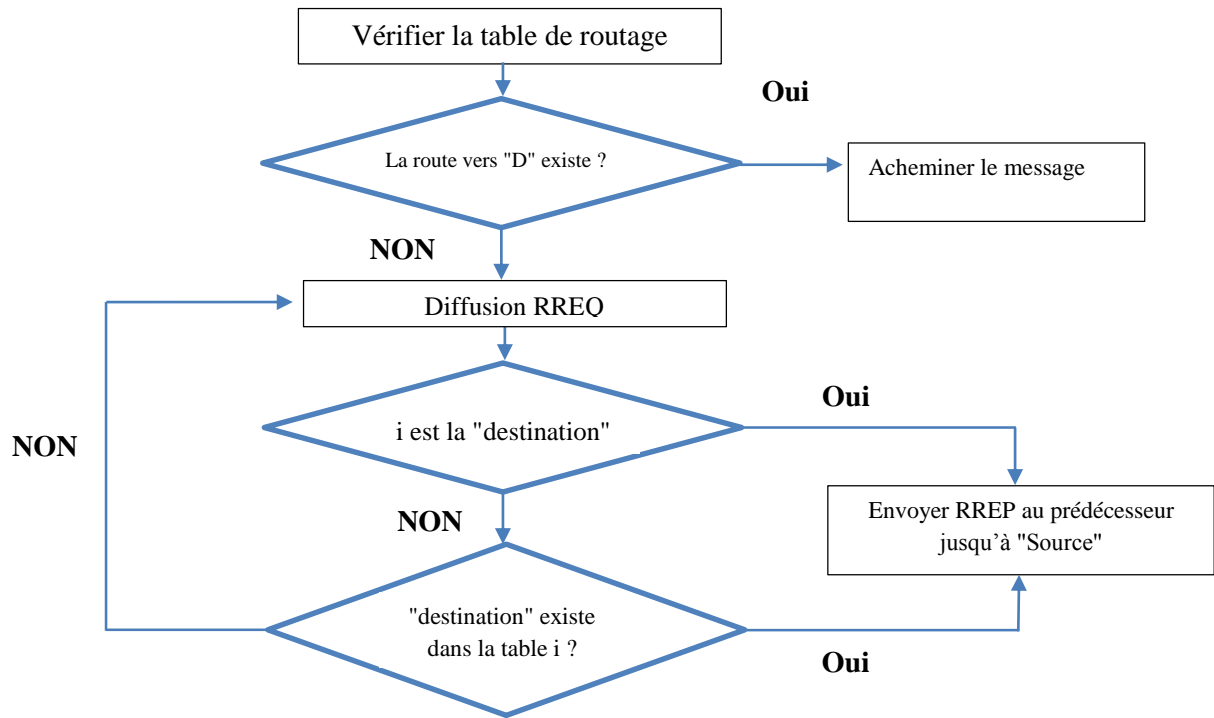 Vérifier la table de routage
Oui
La route vers "D" existe ?
Acheminer le message
NON
Diffusion RREQ
Oui
i est la "destination"
NON
Envoyer RREP au prédécesseur
jusqu’à "Source"
NON
"destination" existe
dans la table i ?
Oui